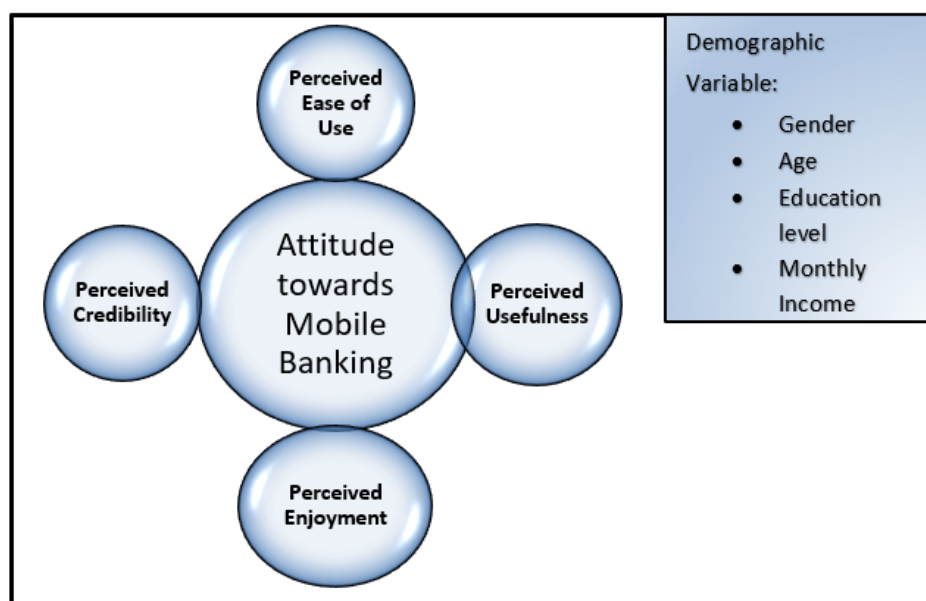 Perceived
Ease of
Use
Attitude
towards
Mobile
Banking
Perceived
Credibility
Perceived
Usefulness
Perceived
Enjoyment
Demographic
Variable:
• Gender
• Age
• Education
level
• Monthly
Income